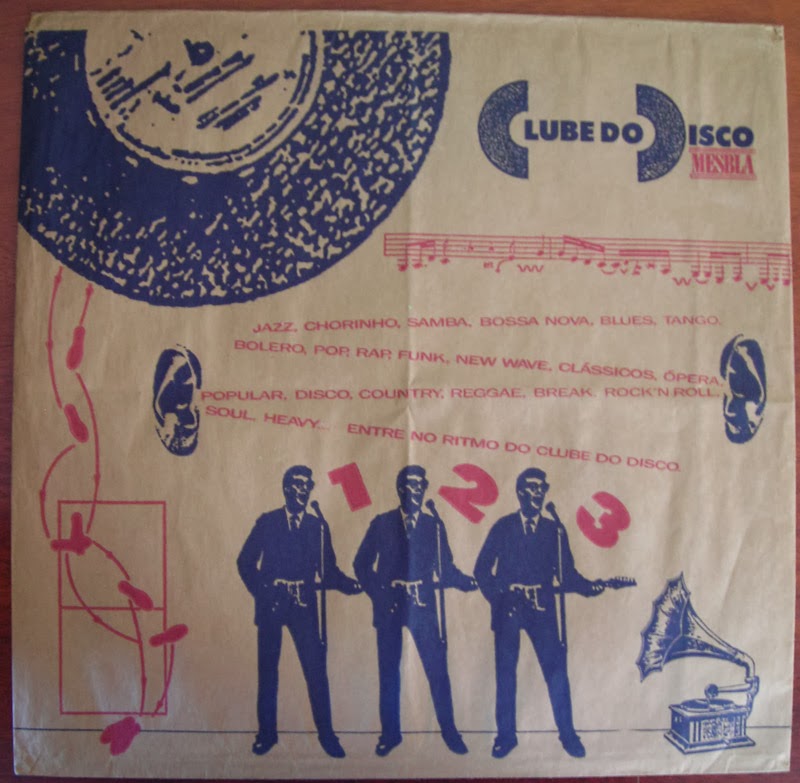 CLUBE DO DISCO
MESBLA
JAZZ, CHORINHO, SAMBA, BOSSA NOVA, BLUES, TANGO,
BOLERO, POP, RAP, FUNK, NEW WAVE, CLÁSSICOS, ÓPERA,
POPULAR, DISCO, COUNTRY, REGGAE, BREAK, ROCK'N ROLL,
SOUL, HEAVY... ENTRE NO RITMO DO CLUBE DO DISCO.
1 2 3